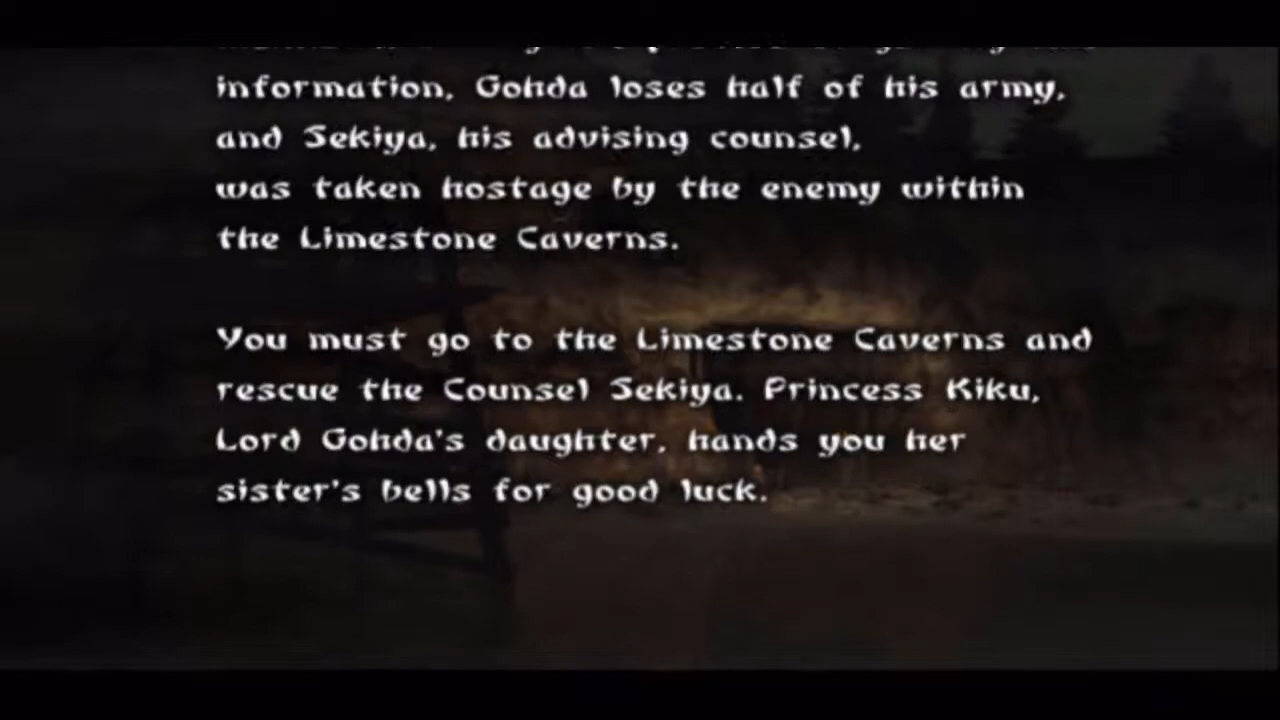 information, Gohda loses half of his army,
and Sekiya, his advising counsel,
was taken hostage by the enemy within
the Limestone Caverns.
You must go to the Limestone Caverns and
rescue the Counsel Sekiya. Princess Kiku,
Lord Gohda's daughter, hands you her
sister's bells for good luck.